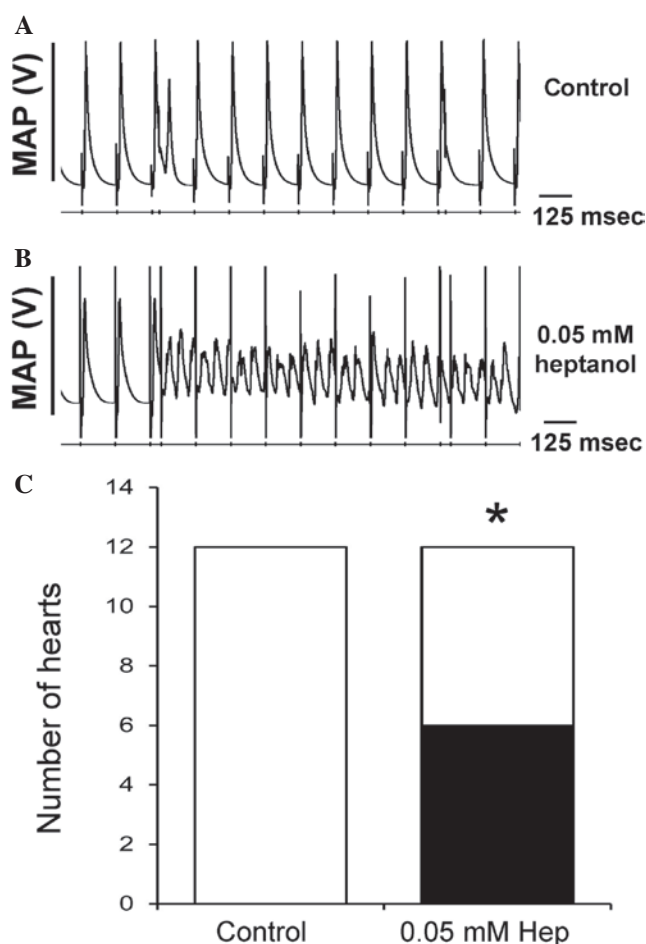 A
MAP (V)
Control
125 msec
B
MAP (V)
0.05 mM
heptanol
125 msec
C
14
12
10
8
6
4
2
0
Number of hearts
*
Control
0.05 mM Hep